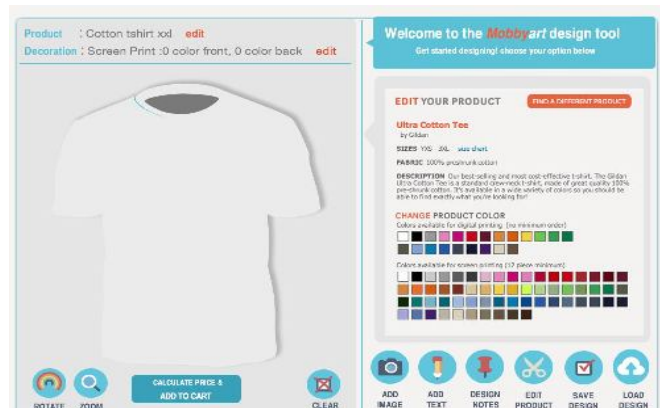 Product : Cotton tshirt xxl edit
Decoration : Screen Print :0 color front, 0 color back edit
ROTATE
ZOOM
CALCULATE PRICE &
ADD TO CART
CLEAR
Welcome to the Mobbyart design tool
Get started designing! choose your option below
EDIT YOUR PRODUCT
FIND A DIFFERENT PRODUCT
Ultra Cotton Tee
by Gildan
SIZES YXS 3XL size chart
FABRIC 100% preshrunk cotton
DESCRIPTION Our best-selling and most cost-effective t-shirt. The Gildan
Ultra Cotton Tee is a standard crew-neck t-shirt, made of great quality 100%
pre-shrunk cotton. It's available in a wide variety of colors so you should be
able to find exactly what you're looking for!
CHANGE PRODUCT COLOR
Colors available for digital printing (no minimum order)
Colors available for screen printing (12 piece minimum)
ADD
IMAGE
ADD
TEXT
DESIGN
NOTES
EDIT
PRODUCT
SAVE
DESIGN
LOAD
DESIGN